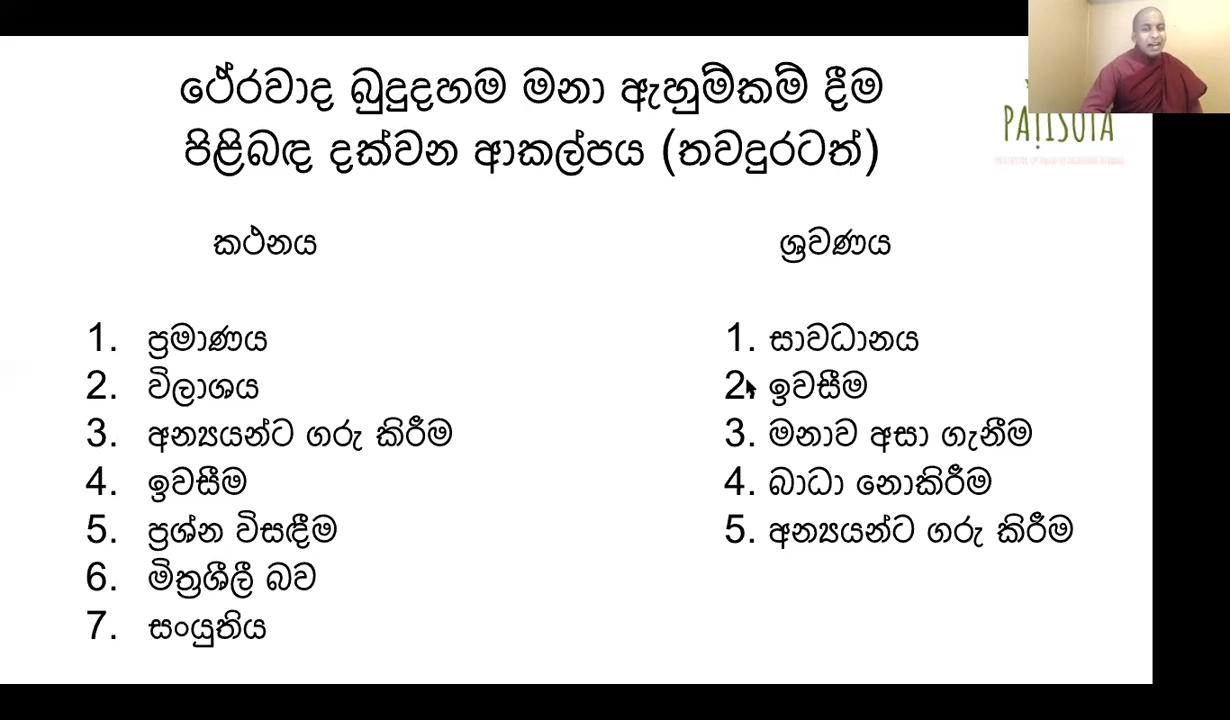 ථේරවාද බුදුදහම මනා ඇහුම්කම් දීම
පිළිබඳ දක්වන ආකල්පය (තවදුරටත්)
PAṬISOTA
කථනය
ශ්‍රවණය
1. ප්‍රමාණය
2. විලාශය
3. අන්‍යයන්ට ගරු කිරීම
4. ඉවසීම
5. ප්‍රශ්න විසඳීම
6. මිත්‍රශීලී බව
7. සංයුතිය
1. සාවධානය
2. ඉවසීම
3. මනාව අසා ගැනීම
4. බාධා නොකිරීම
5. අන්‍යයන්ට ගරු කිරීම